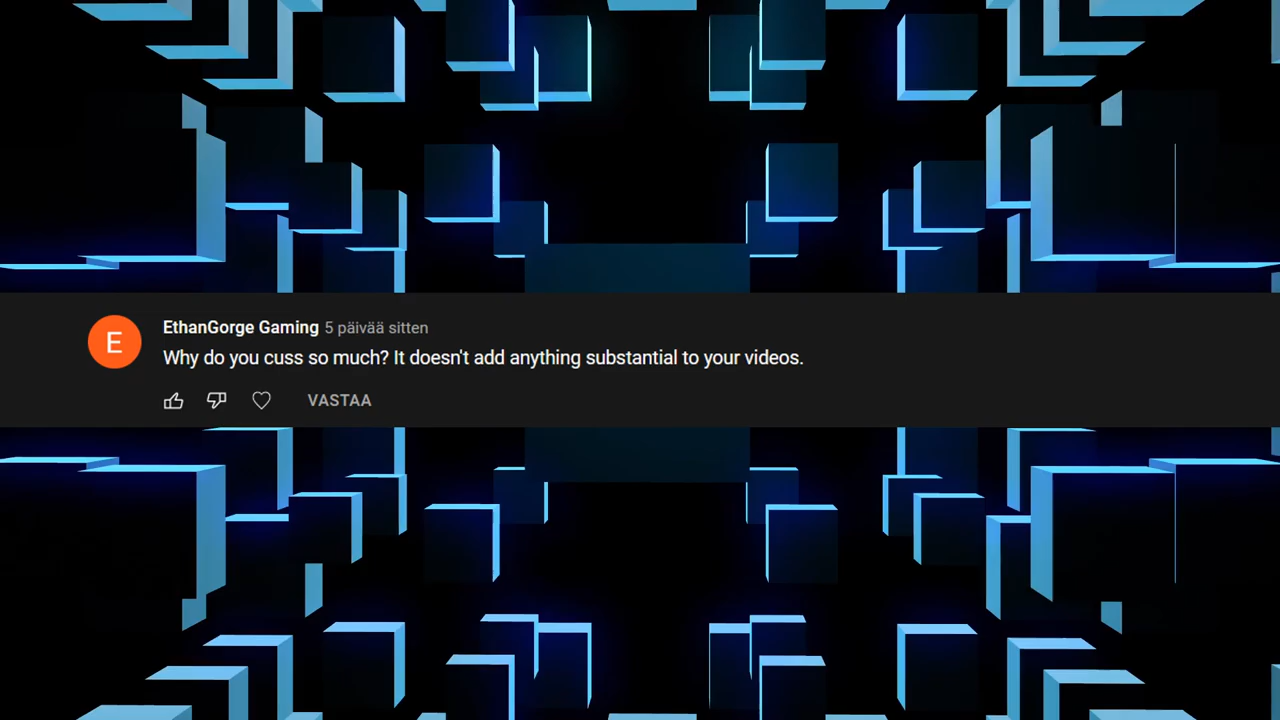 E
EthanGorge Gaming 5 päivää sitten
Why do you cuss so much? It doesn't add anything substantial to your videos.
VASTAA